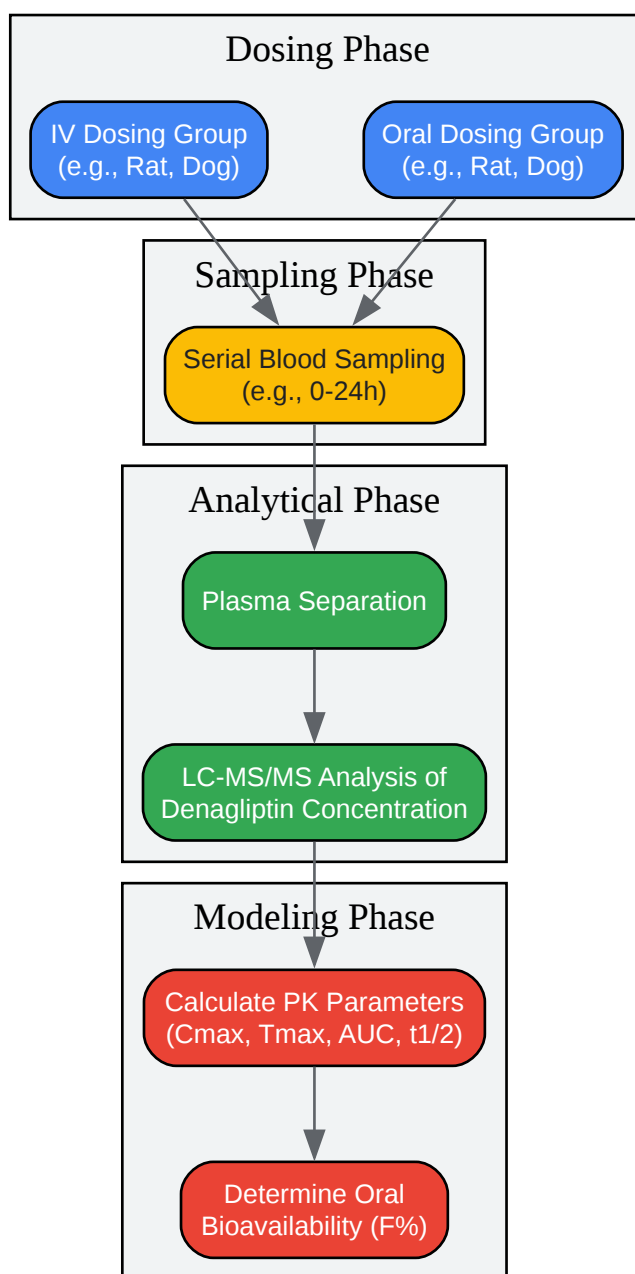 Dosing Phase
IV Dosing Group
(e.g., Rat, Dog)
Oral Dosing Group
(e.g., Rat, Dog)
Sampling Phase
Serial Blood Sampling
(e.g., 0-24h)
Analytical Phase
Plasma Separation
LC-MS/MS Analysis of
Denagliptin Concentration
Modeling Phase
Calculate PK Parameters
(Cmax, Tmax, AUC, t1/2)
Determine Oral
Bioavailability (F%)